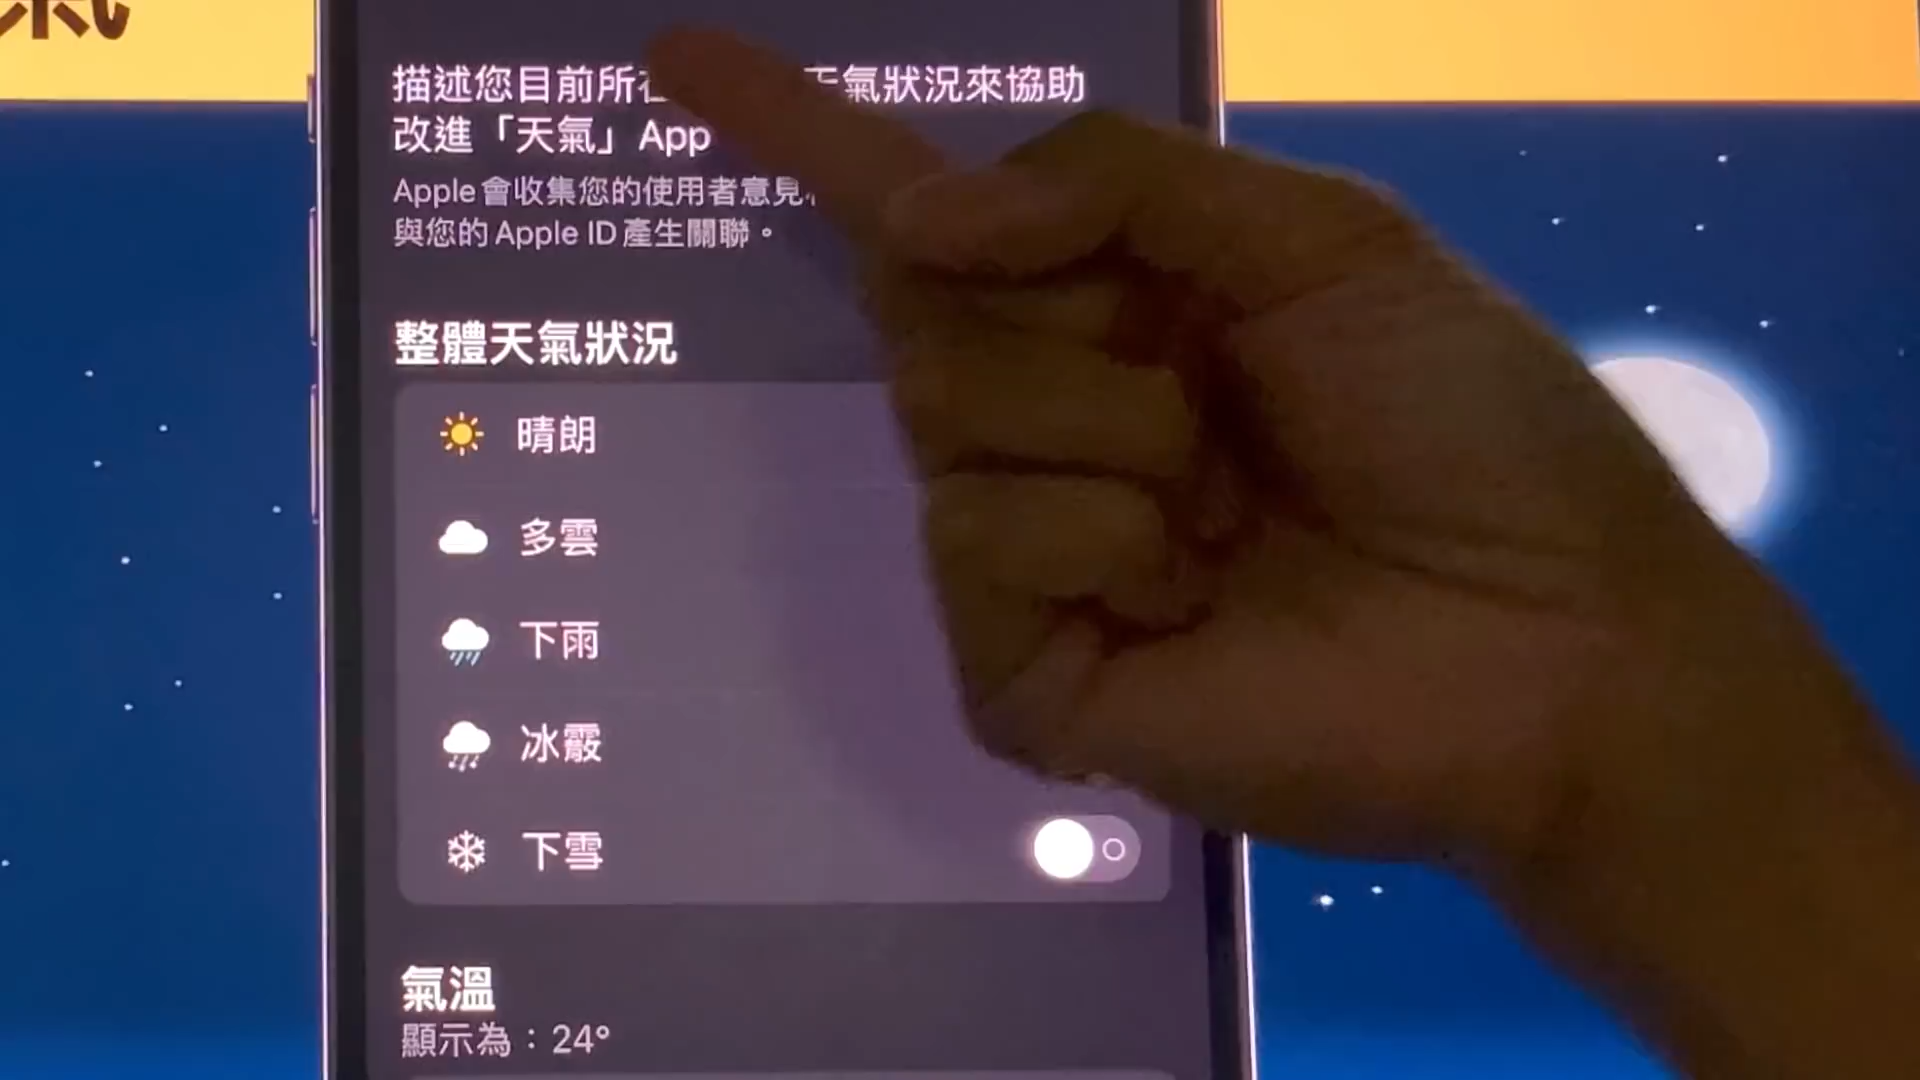 氣
描述您目前所在 天氣狀況來協助
改進「天氣」App
Apple會收集您的使用者意見
與您的Apple ID產生關聯。
整體天氣狀況
晴朗
多雲
下雨
冰霰
下雪
氣溫
顯示為：24°